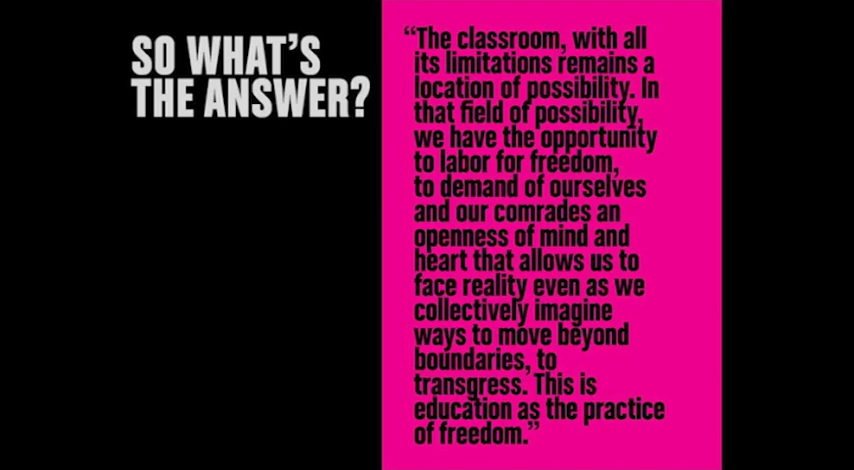 SO WHAT'S
THE ANSWER?
“The classroom, with all
its limitations remains a
location of possibility. In
that field of possibility,
we have the opportunity
to labor for freedom,
to demand of ourselves
and our comrades an
openness of mind and
heart that allows us to
face reality even as we
collectively imagine
ways to move beyond
boundaries, to
transgress. This is
education as the practice
of freedom.”